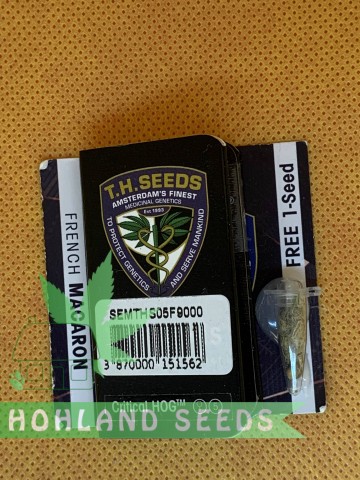 T.H.SEEDS
AMSTERDAM'S FINEST
MEDICINAL GENETICS
Est 1993
TO PROTECT GENETICS
AND SERVE MANKIND
FRENCH MACARON
FREE 1-Seed
SEMTHS05F9000
3 870000 151562
Critical HOG™
HOHLAND SEEDS